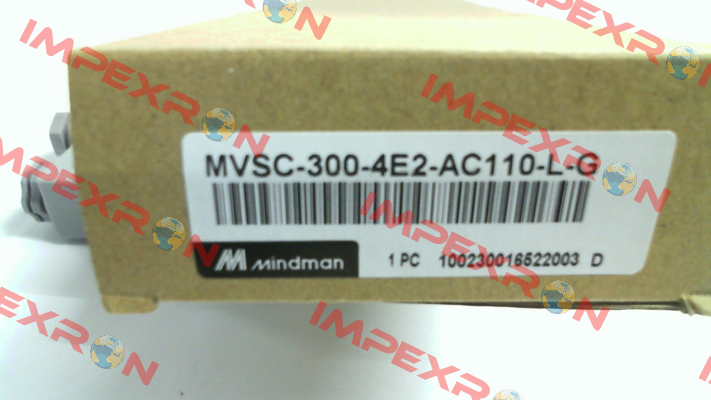 IMPEXRON
IMPEXRON
IMPEXRON
MVSC-300-4E2-AC110-L-G
Mindman
1 PC 100230016522003 D
IMPEXRON
IMPEXRON
IMPEXRON
IMPEXRON